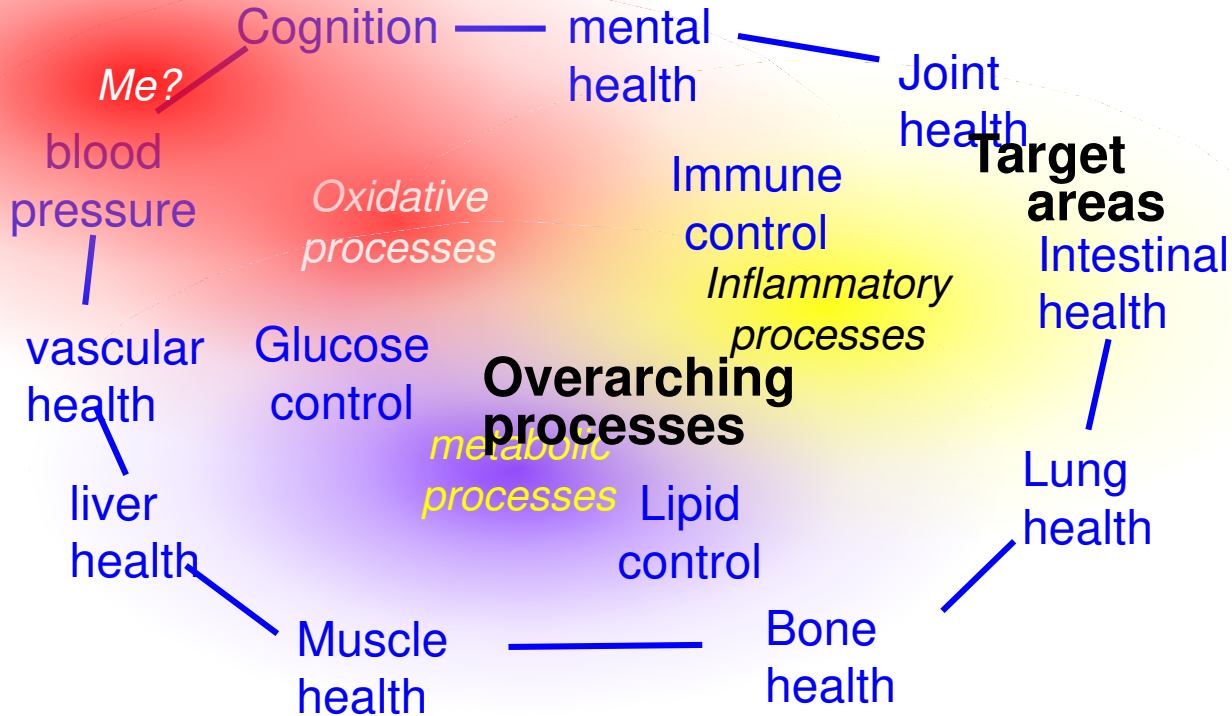 Cognition
mental
health
Joint
health
Me?
Target
areas
blood
pressure
Oxidative
processes
Immune
control
Inflammatory
processes
Intestinal
health
vascular
health
Glucose
control
Overarching
processes
metabolic
processes
Lung
health
liver
health
Lipid
control
Muscle
health
Bone
health